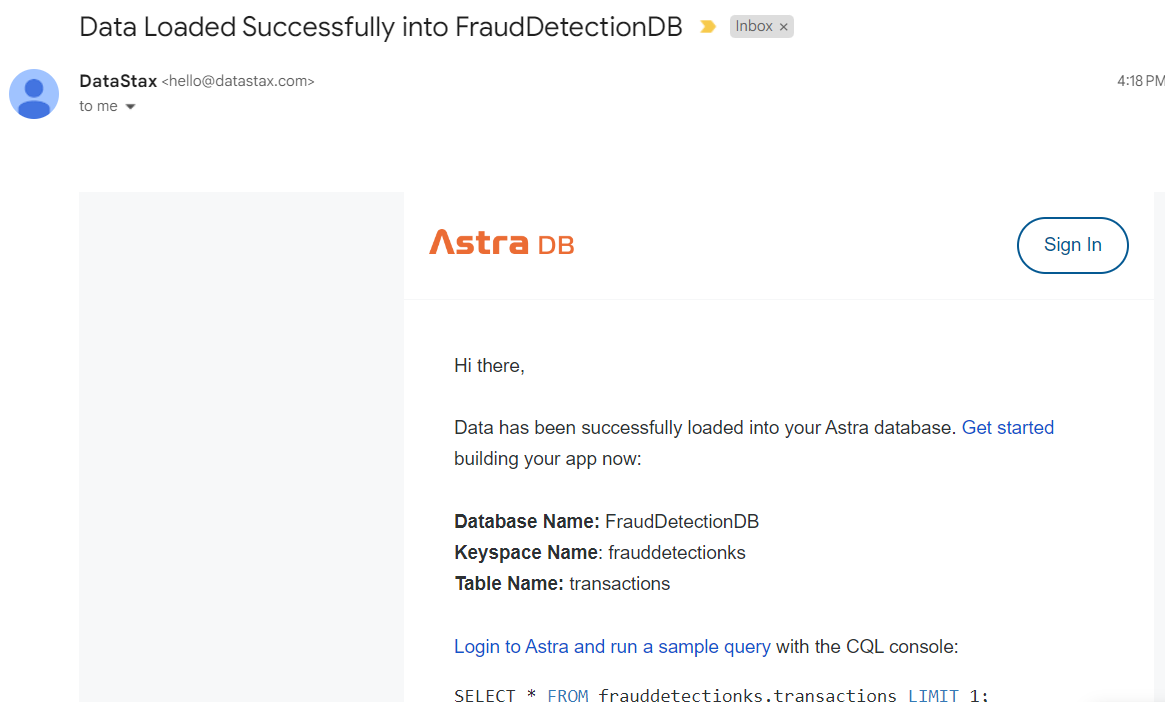 Data Loaded Successfully into FraudDetectionDB Inbox ×
DataStax <hello@datastax.com> 4:18 PM
to me
Astra DB Sign In
Hi there,
Data has been successfully loaded into your Astra database. Get started
building your app now:
Database Name: FraudDetectionDB
Keyspace Name: frauddetectionks
Table Name: transactions
Login to Astra and run a sample query with the CQL console:
SELECT * FROM frauddetectionks.transactions LIMIT 1;